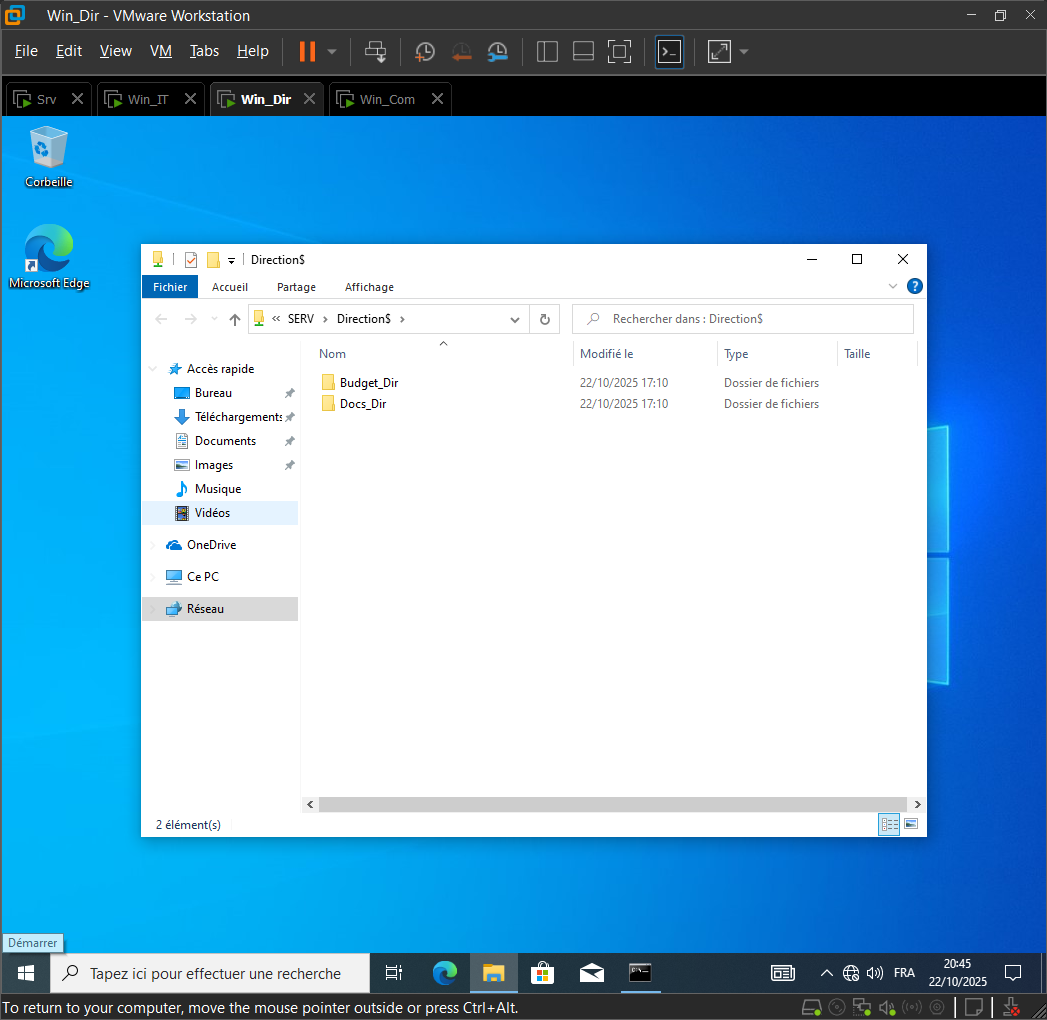 Win_Dir - VMware Workstation
File Edit View VM Tabs Help
Srv Win_IT Win_Dir Win_Com
Corbeille
Microsoft Edge
Direction$
Fichier Accueil Partage Affichage
« SERV › Direction$ ›
Rechercher dans : Direction$
Accès rapide
Bureau
Téléchargements
Documents
Images
Musique
Vidéos
OneDrive
Ce PC
Réseau
Nom Modifié le Type Taille
Budget_Dir 22/10/2025 17:10 Dossier de fichiers
Docs_Dir 22/10/2025 17:10 Dossier de fichiers
2 élément(s)
Démarrer
Tapez ici pour effectuer une recherche
FRA
20:45
22/10/2025
To return to your computer, move the mouse pointer outside or press Ctrl+Alt.